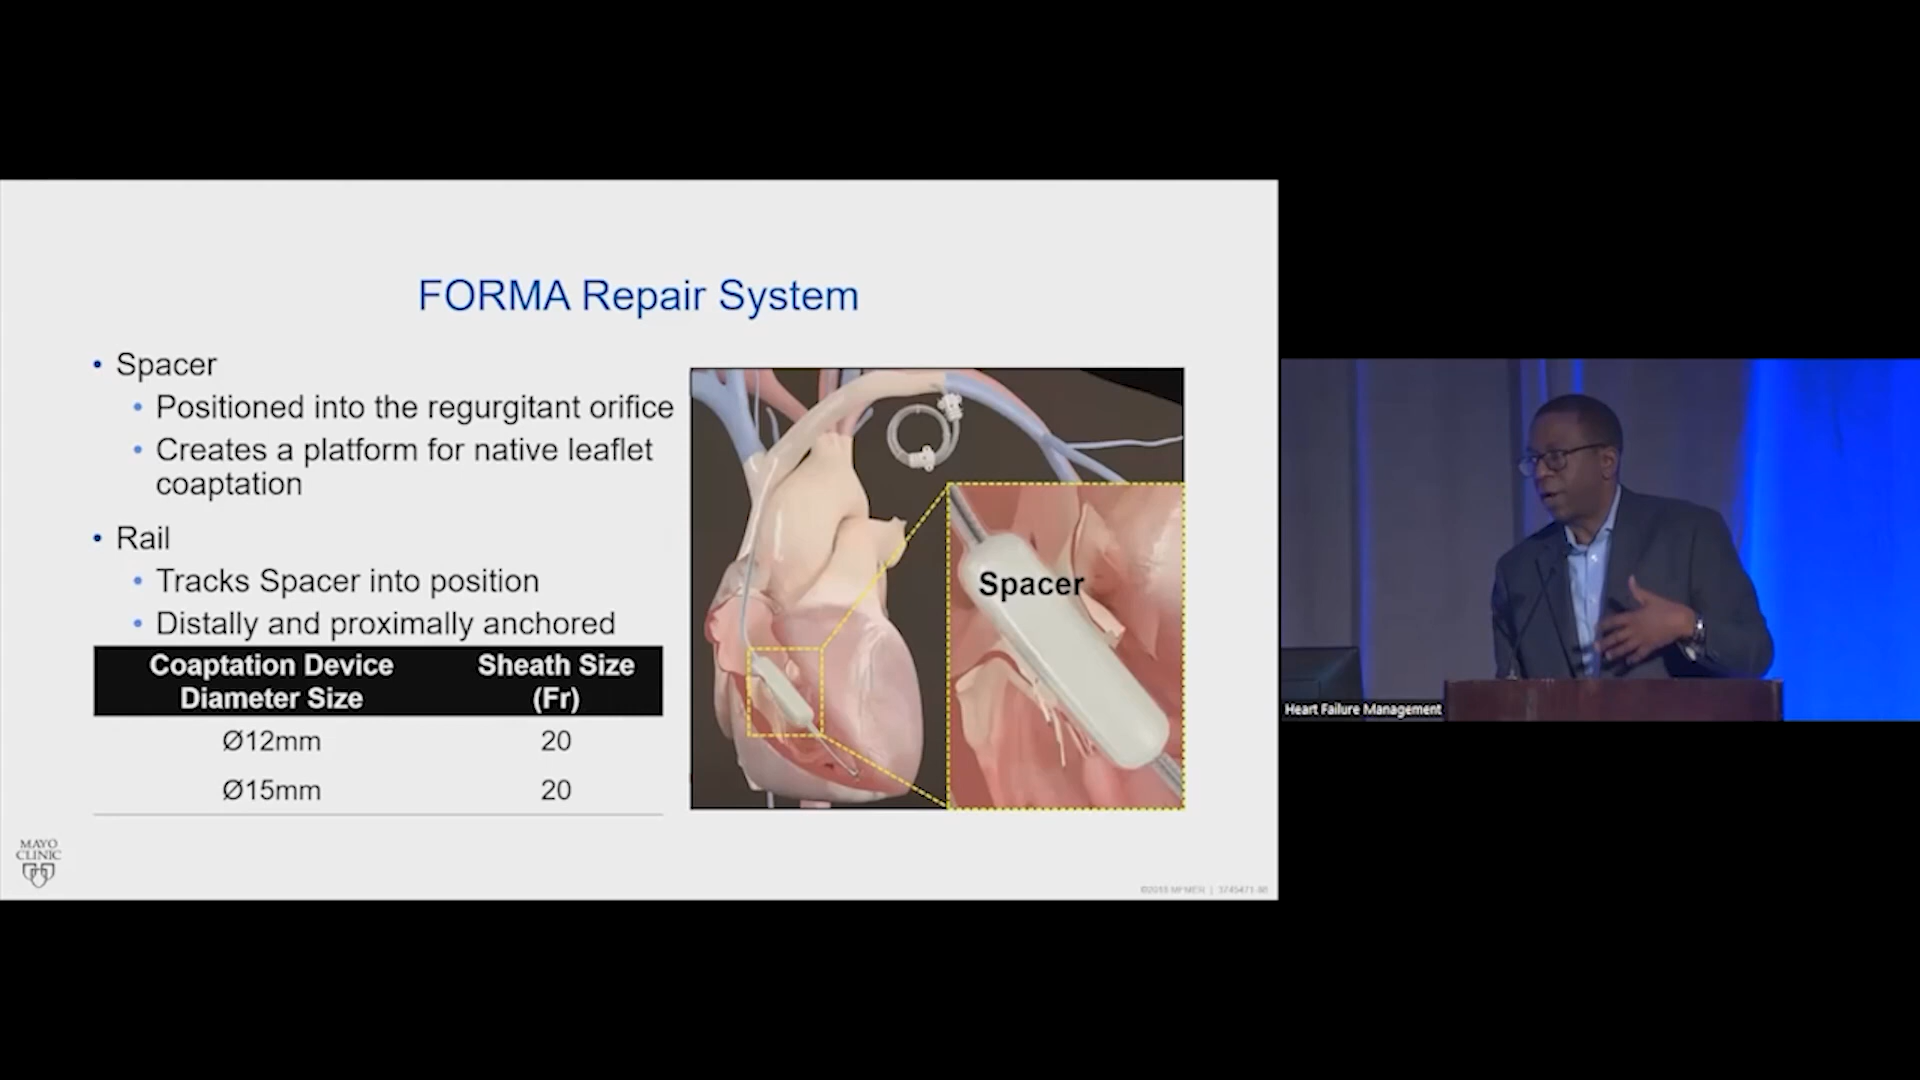 FORMA Repair System
• Spacer
• Positioned into the regurgitant orifice
• Creates a platform for native leaflet
coaptation
• Rail
• Tracks Spacer into position
• Distally and proximally anchored
Coaptation Device
Diameter Size
Sheath Size
(Fr)
Ø12mm 20
Ø15mm 20
Spacer
MAYO
CLINIC
Heart Failure Management